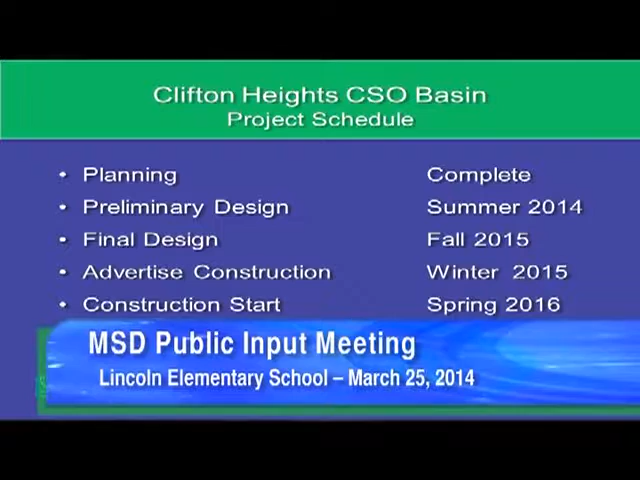 Clifton Heights CSO Basin
Project Schedule
• Planning Complete
• Preliminary Design Summer 2014
• Final Design Fall 2015
• Advertise Construction Winter 2015
• Construction Start Spring 2016
MSD Public Input Meeting
Lincoln Elementary School – March 25, 2014